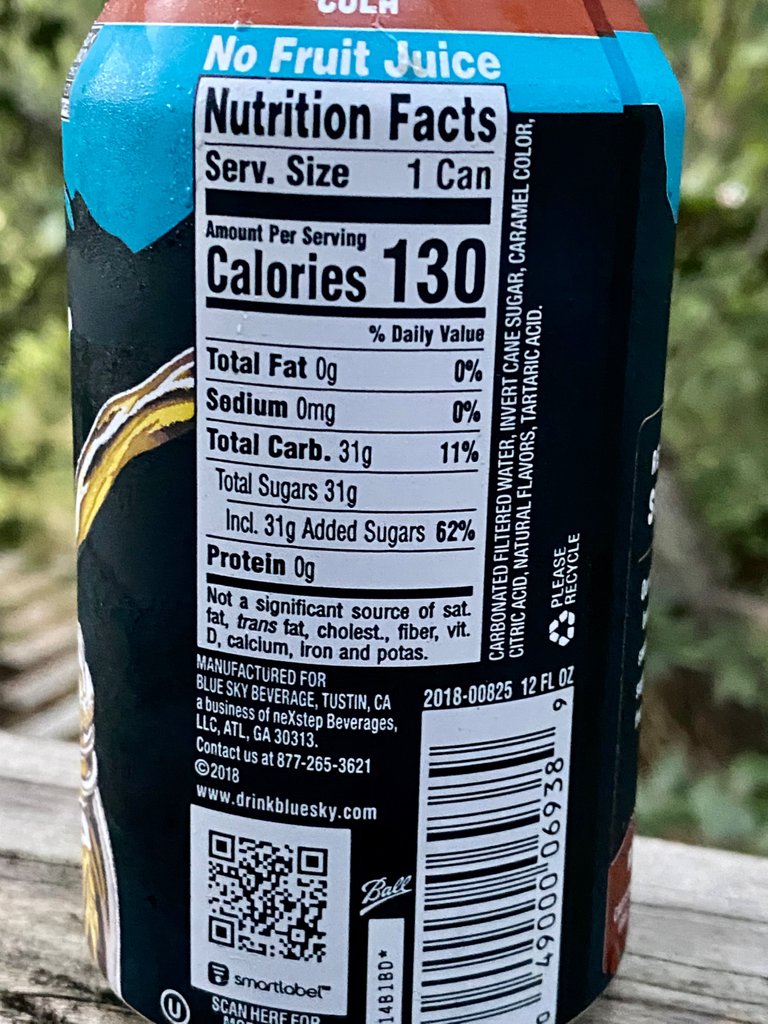 COLA
No Fruit Juice
Nutrition Facts
Serv. Size 1 Can
Amount Per Serving
Calories 130
% Daily Value
Total Fat 0g 0%
Sodium 0mg 0%
Total Carb. 31g 11%
Total Sugars 31g
Incl. 31g Added Sugars 62%
Protein 0g
Not a significant source of sat.
fat, trans fat, cholest., fiber, vit.
D, calcium, iron and potas.
CARBONATED FILTERED WATER, INVERT CANE SUGAR, CARAMEL COLOR,
CITRIC ACID, NATURAL FLAVORS, TARTARIC ACID.
PLEASE
RECYCLE
MANUFACTURED FOR
BLUE SKY BEVERAGE, TUSTIN, CA
a business of neXstep Beverages,
LLC, ATL, GA 30313.
Contact us at 877-265-3621
©2018
www.drinkbluesky.com
2018-00825 12 FL OZ
0 49000 06938 9
Ball
14B1BD*
smartlabel™
U
SCAN HERE FOR